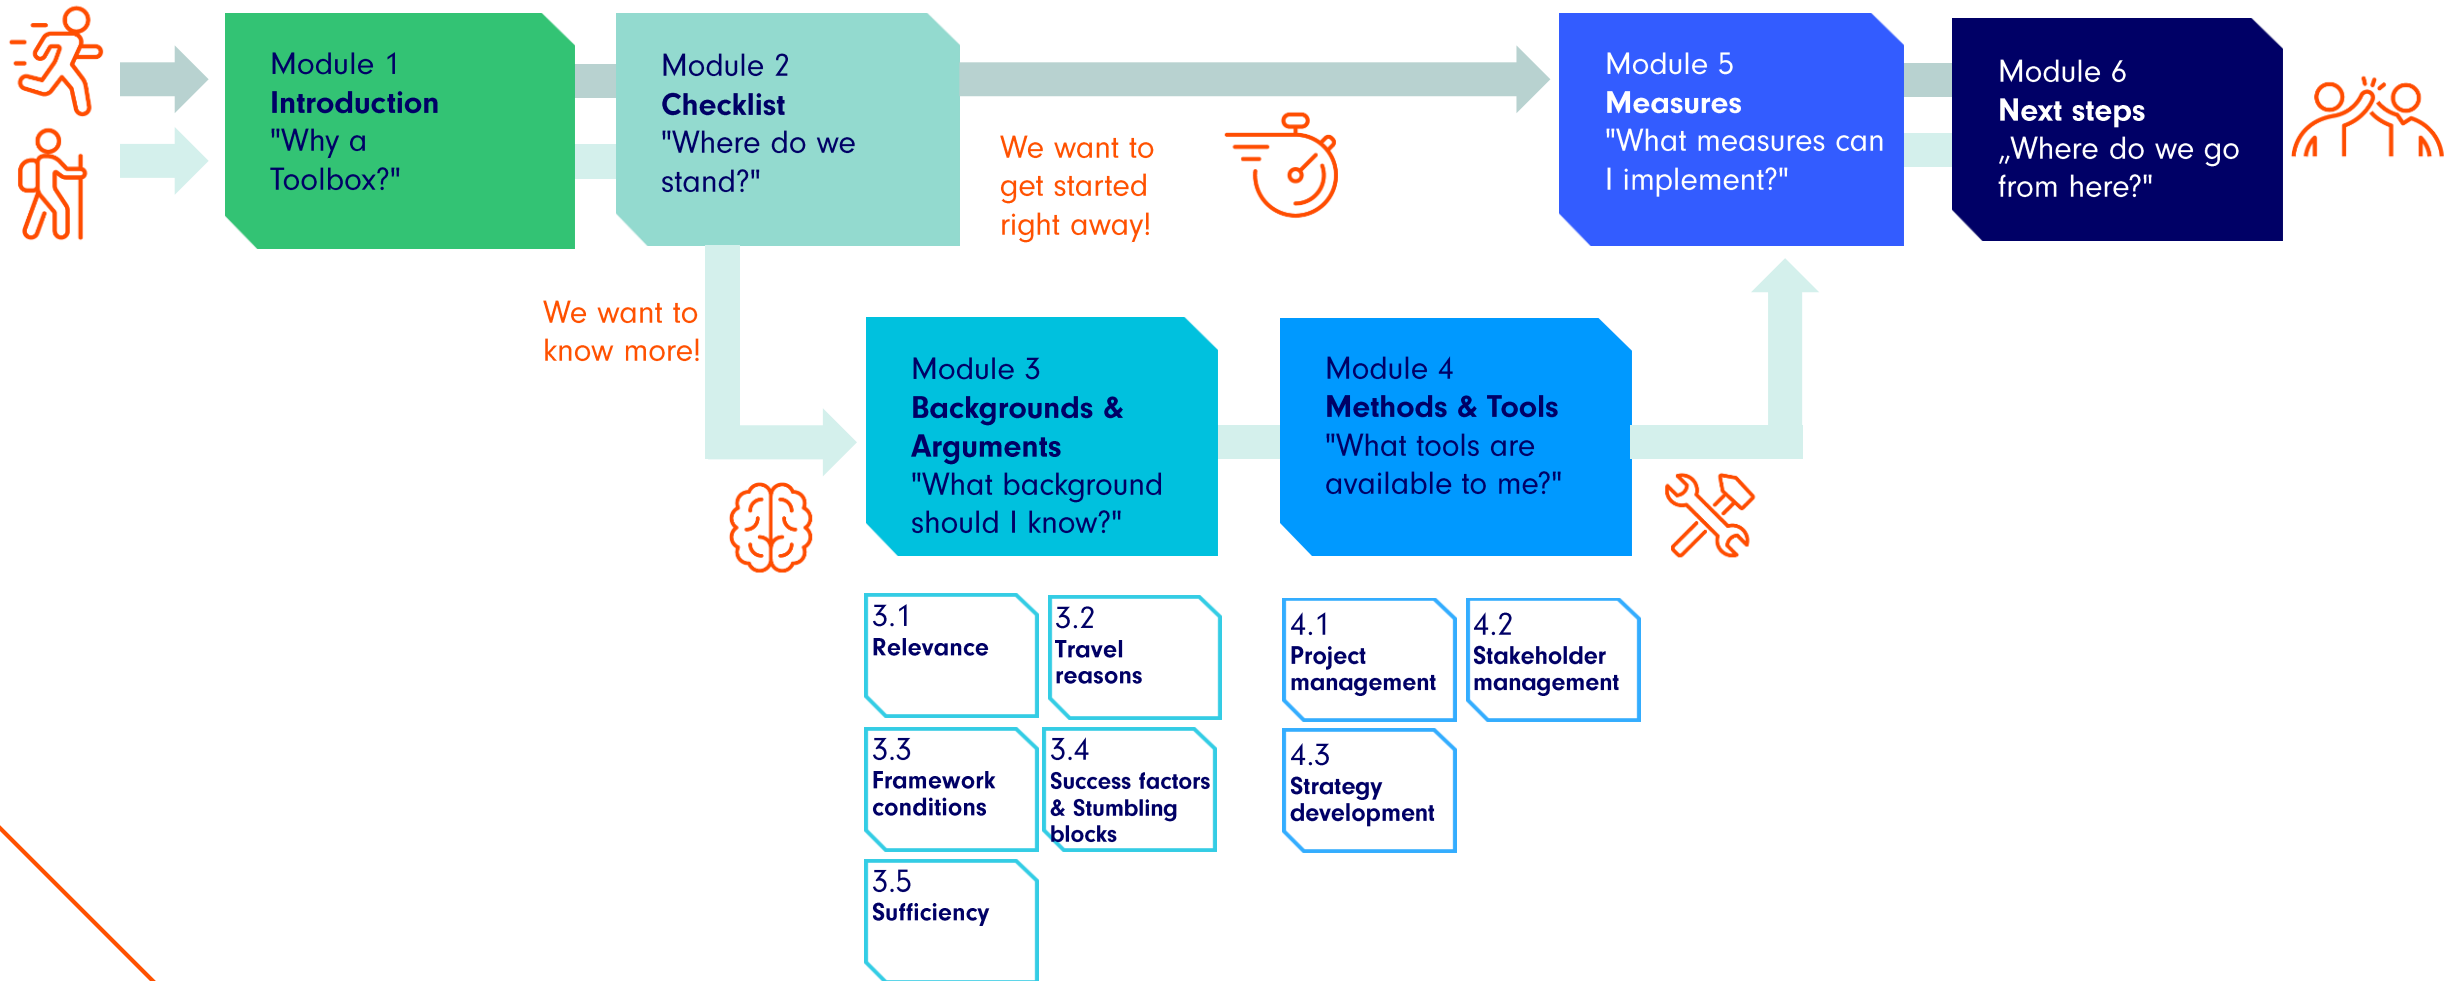 Module 1
Introduction
"Why a
Toolbox?"
Module 2
Checklist
"Where do we
stand?"
We want to
get started
right away!
Module 5
Measures
"What measures can
I implement?"
Module 6
Next steps
„Where do we go
from here?"
We want to
know more!
Module 3
Backgrounds &
Arguments
"What background
should I know?"
Module 4
Methods & Tools
"What tools are
available to me?"
3.1
Relevance
3.2
Travel
reasons
3.3
Framework
conditions
3.4
Success factors
& Stumbling
blocks
3.5
Sufficiency
4.1
Project
management
4.2
Stakeholder
management
4.3
Strategy
development